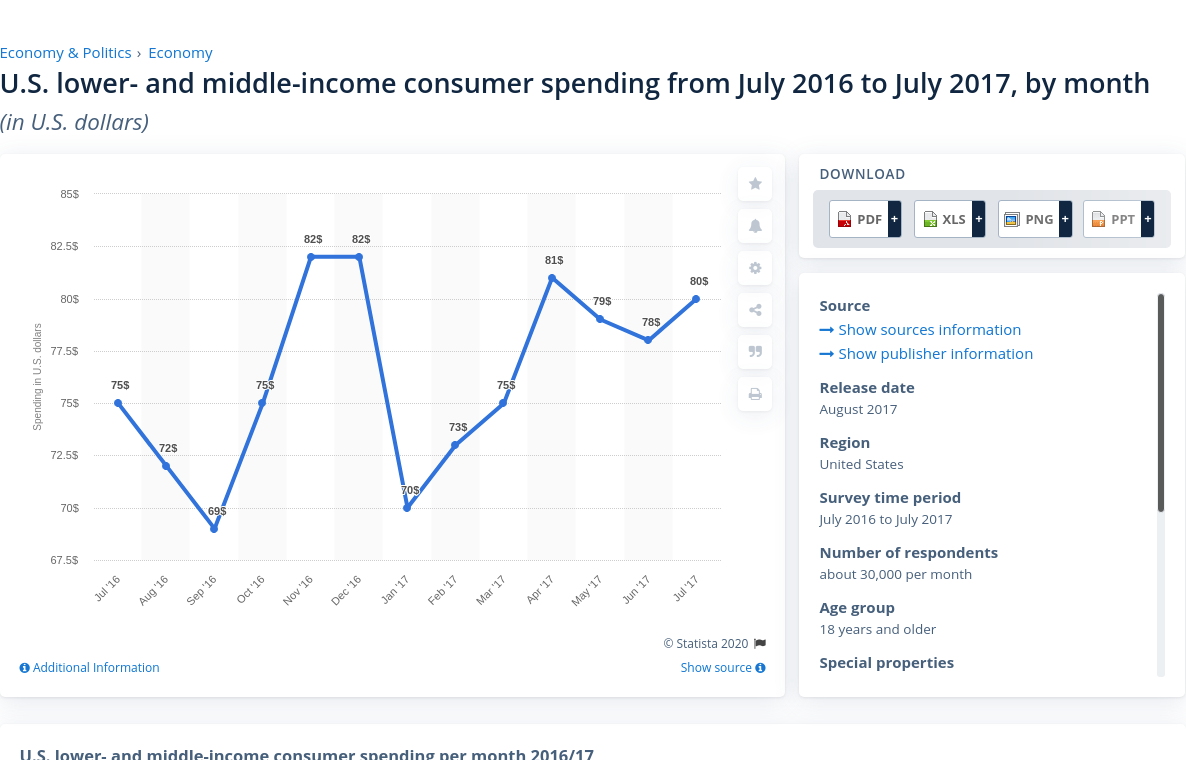 Economy & Politics › Economy
U.S. lower- and middle-income consumer spending from July 2016 to July 2017, by month
(in U.S. dollars)
85$
82.5$
80$
77.5$
75$
72.5$
70$
67.5$
Spending in U.S. dollars
75$
72$
69$
75$
82$
82$
70$
73$
75$
81$
79$
78$
80$
Jul '16
Aug '16
Sep '16
Oct '16
Nov '16
Dec '16
Jan '17
Feb '17
Mar '17
Apr '17
May '17
Jun '17
Jul '17
© Statista 2020
Additional Information
Show source
DOWNLOAD
PDF +
XLS +
PNG +
PPT +
Source
Show sources information
Show publisher information
Release date
August 2017
Region
United States
Survey time period
July 2016 to July 2017
Number of respondents
about 30,000 per month
Age group
18 years and older
Special properties
U.S. lower- and middle-income consumer spending per month 2016/17